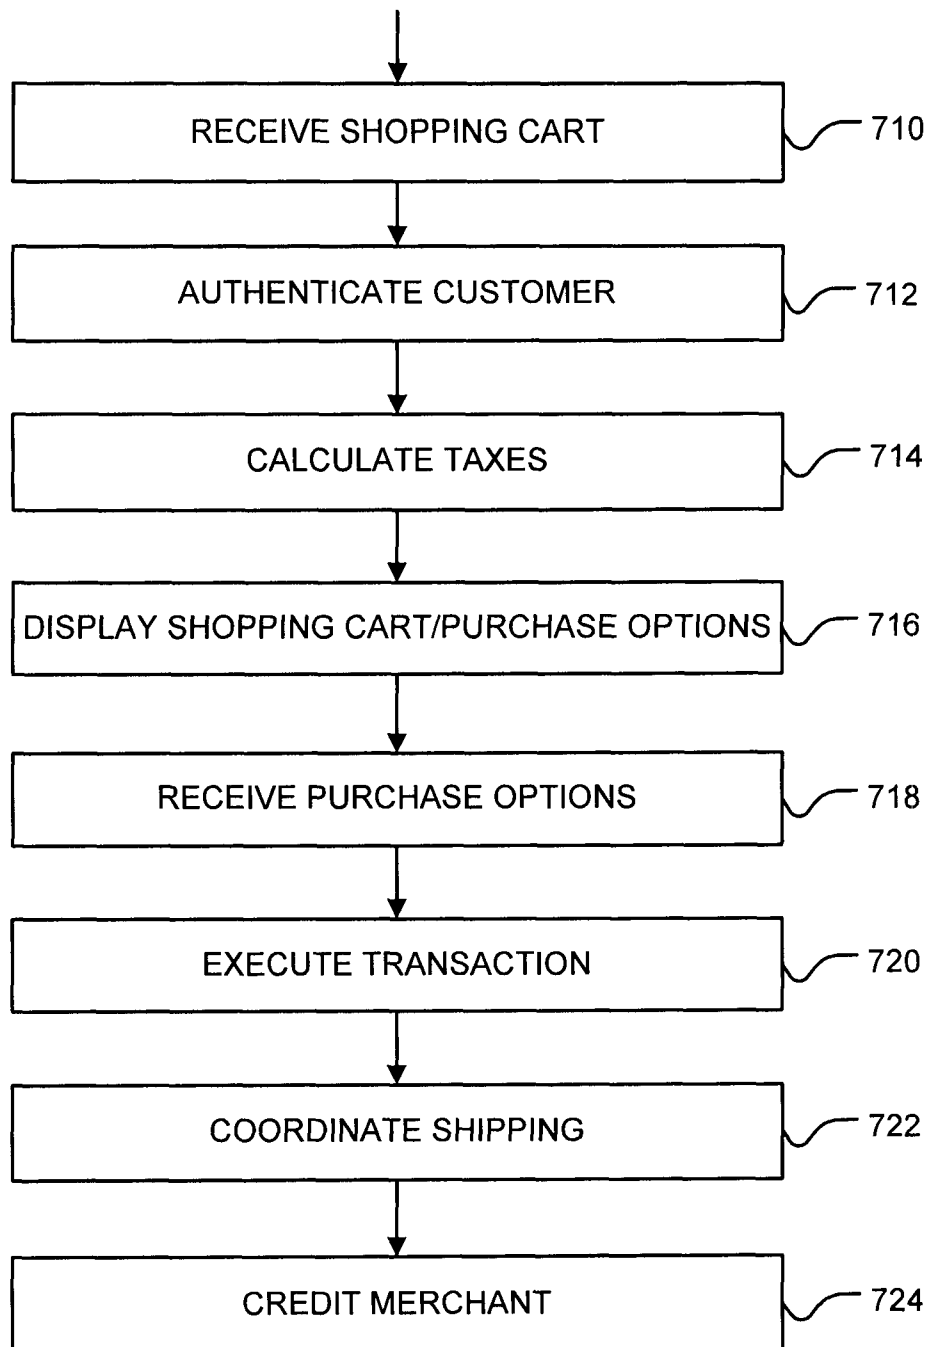 RECEIVE SHOPPING CART 710
AUTHENTICATE CUSTOMER 712
CALCULATE TAXES 714
DISPLAY SHOPPING CART/PURCHASE OPTIONS 716
RECEIVE PURCHASE OPTIONS 718
EXECUTE TRANSACTION 720
COORDINATE SHIPPING 722
CREDIT MERCHANT 724